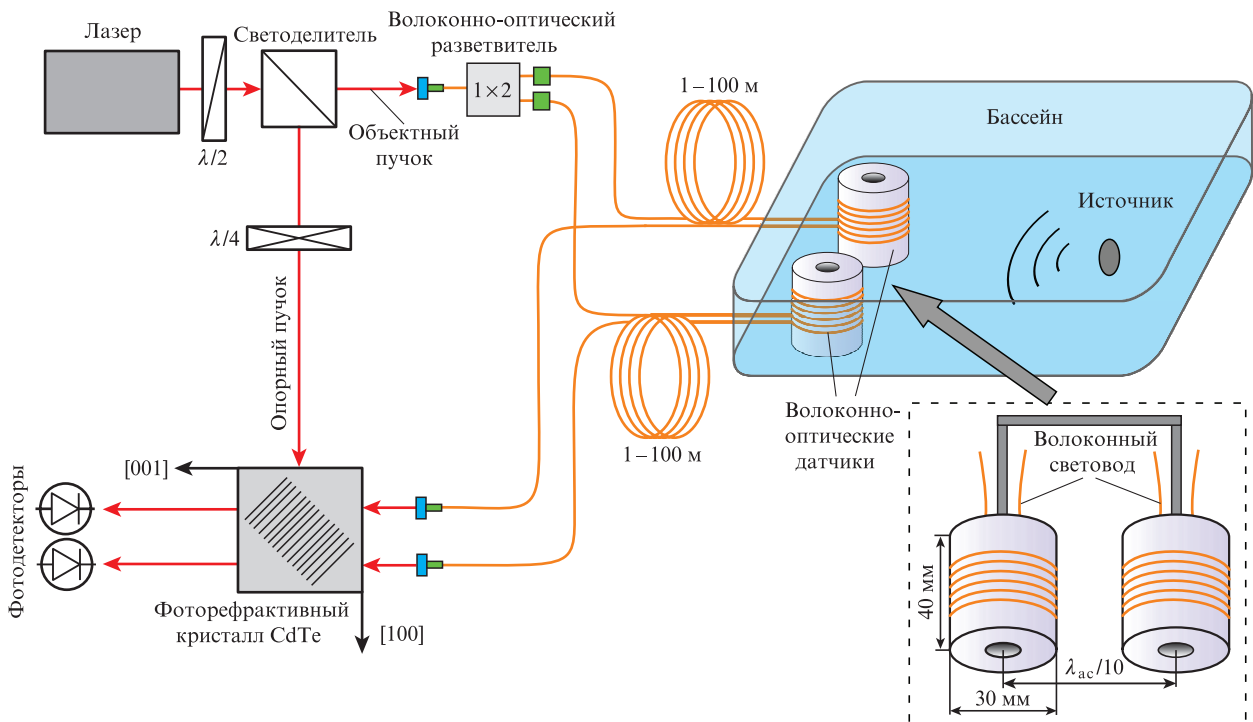 Лазер
Светоделитель
Волоконно-оптический
разветвитель
1×2
λ/2
Объектный
пучок
1–100 м
Бассейн
Источник
λ/4
Опорный пучок
1–100 м
Волоконно-
оптические
датчики
[001]
Фотодетекторы
Фоторефрактивный
кристалл CdTe
[100]
Волоконный
световод
40 мм
λac/10
30 мм